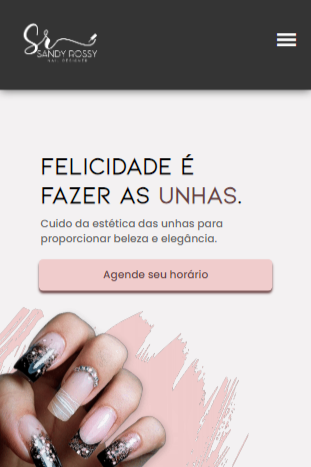 Sr
SANDY ROSSY
NAIL DESIGNER
FELICIDADE É
FAZER AS UNHAS.
Cuido da estética das unhas para
proporcionar beleza e elegância.
Agende seu horário